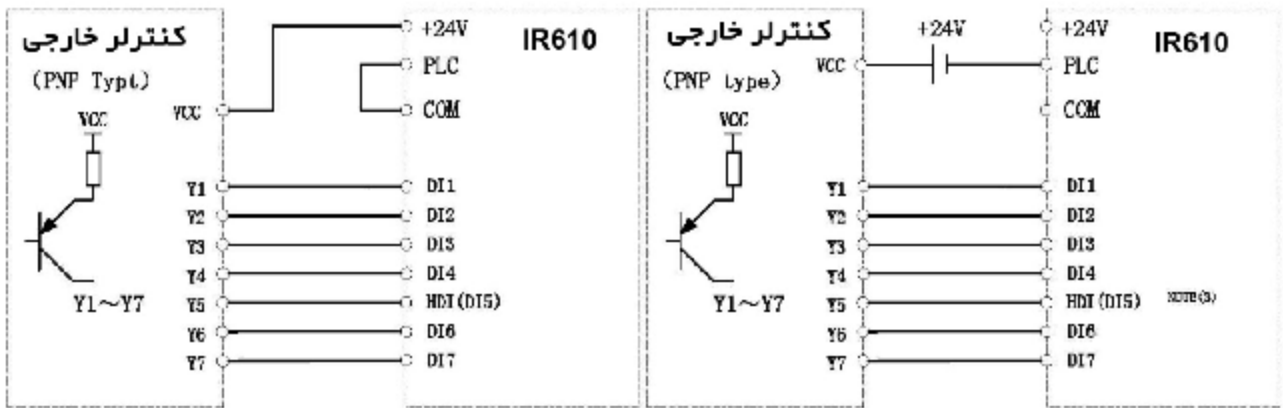 کنترلر خارجی
(PNP Typt)
VCC
Y1~Y7
VCC
Y1
Y2
Y3
Y4
Y5
Y6
Y7
+24V
PLC
COM
DI1
DI2
DI3
DI4
HDI(DI5)
DI6
DI7
IR610
کنترلر خارجی
(PNP type)
VCC
Y1~Y7
VCC
Y1
Y2
Y3
Y4
Y5
Y6
Y7
+24V
+24V
PLC
COM
DI1
DI2
DI3
DI4
HDI(DI5)
DI6
DI7
IR610